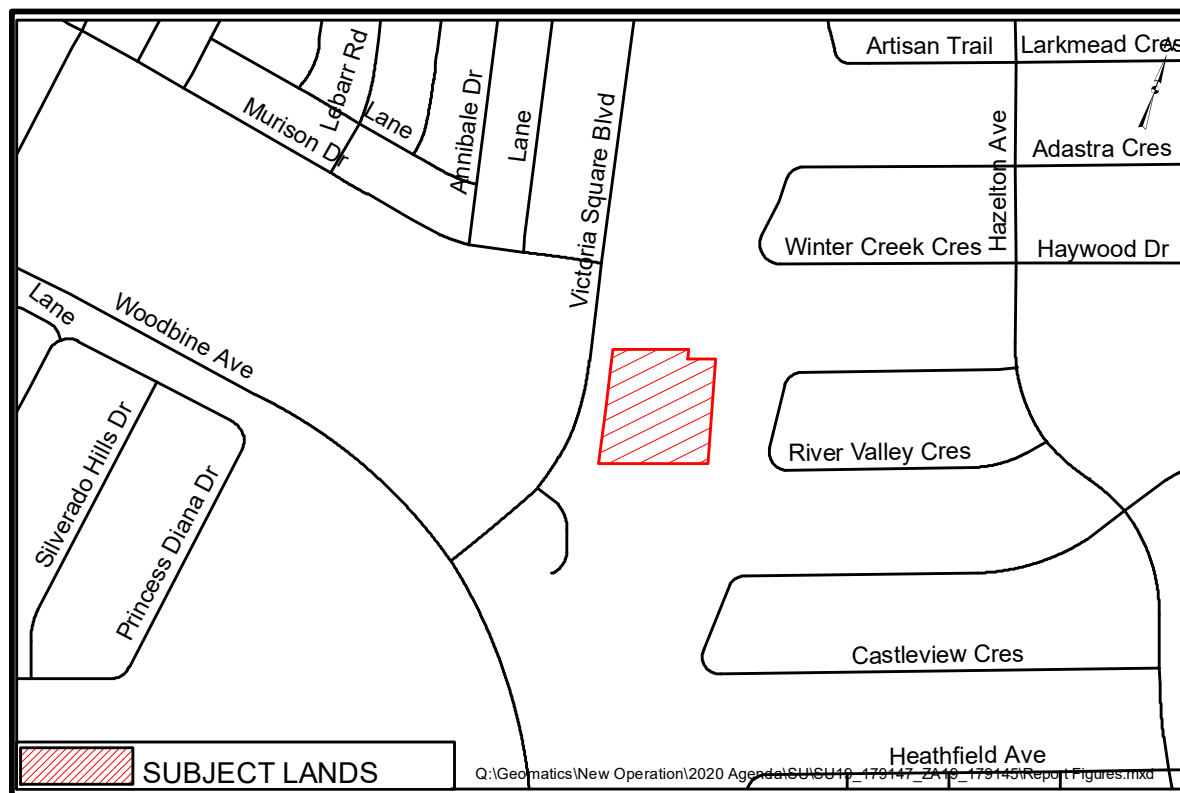 Artisan Trail
Larkmead Cres
Lebarr Rd
Lane
Annibale Dr
Lane
Murison Dr
Victoria Square Blvd
Hazelton Ave
Adastra Cres
Winter Creek Cres
Haywood Dr
Lane
Woodbine Ave
Silverado Hills Dr
Princess Diana Dr
River Valley Cres
Castleview Cres
Heathfield Ave
SUBJECT LANDS
Q:\Geomatics\New Operation\2020 Agenda\SU\SU19_179147_ZA19_179145\Report Figures.mxd